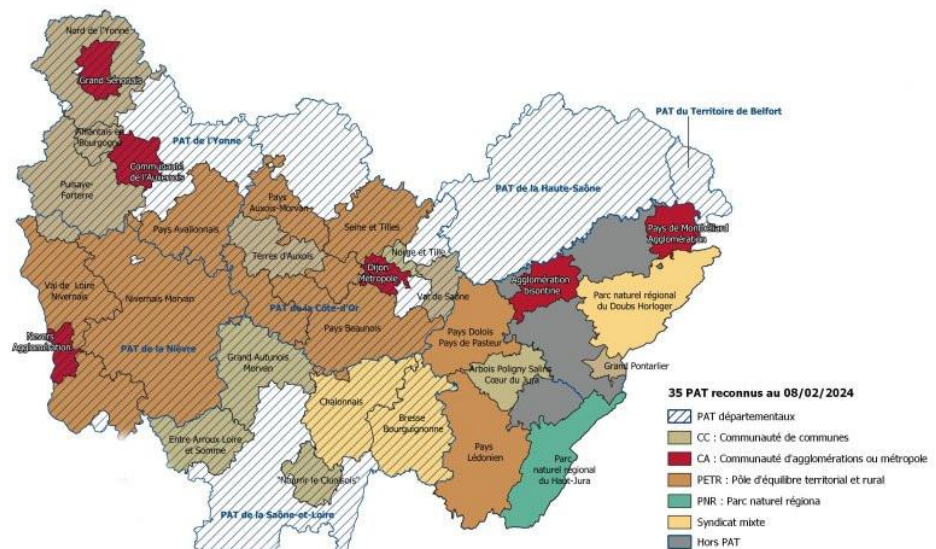 Nord de l'Yonne
Grand Sénonais
PAT du Territoire de Belfort
Aillantais en
Bourgogne
PAT de l'Yonne
Communauté
de l'Auxerrois
PAT de la Haute-Saône
Puisaye-
Forterre
Pays
Auxois-Morvan
Pays Avallonnais
Seine et Tilles
Pays de Montbéliard
Agglomération
Terres d'Auxois
Norge et Tille
Dijon
Métropole
Agglomération
bisontine
Val de Loire
Nivernais
Nivernais Morvan
Val de Saône
Parc naturel régional
du Doubs Horloger
PAT de la Côte-d'Or
Pays Beaunois
Nevers
Agglomération
PAT de la Nièvre
Pays Dolois
Pays de Pasteur
Grand Autunois
Morvan
Arbois Poligny Salins
Cœur du Jura
Grand Pontarlier
Chalonnais
Bresse
Bourguignonne
Entre Arroux Loire
et Somme
Pays
Lédonien
Parc
naturel régional
du Haut-Jura
"Nourrir le Clunisois"
PAT de la Saône-et-Loire
35 PAT reconnus au 08/02/2024
PAT départementaux
CC : Communauté de communes
CA : Communauté d'agglomérations ou métropole
PETR : Pôle d'équilibre territorial et rural
PNR : Parc naturel régiona
Syndicat mixte
Hors PAT